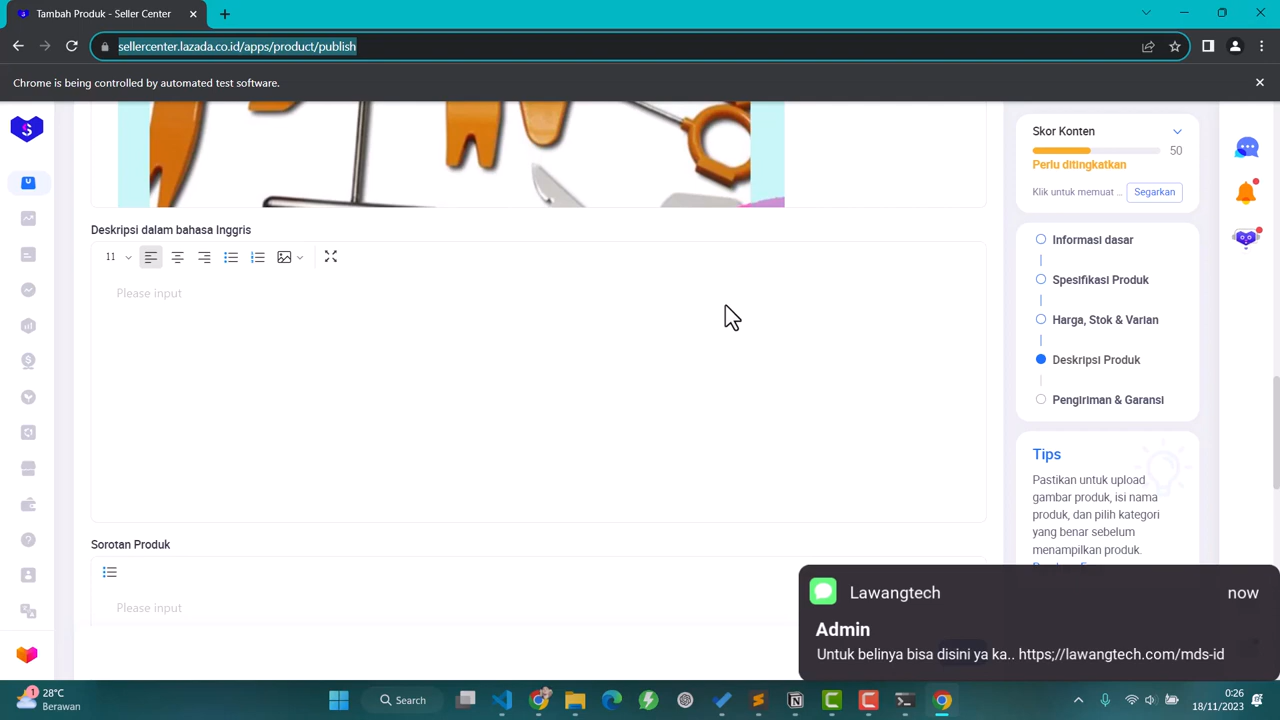 Tambah Produk - Seller Center
sellercenter.lazada.co.id/apps/product/publish
Chrome is being controlled by automated test software.
Skor Konten
50
Perlu ditingkatkan
Klik untuk memuat ...
Segarkan
Deskripsi dalam bahasa Inggris
11
Please input
Informasi dasar
Spesifikasi Produk
Harga, Stok & Varian
Deskripsi Produk
Pengiriman & Garansi
Tips
Pastikan untuk upload
gambar produk, isi nama
produk, dan pilih kategori
yang benar sebelum
menampilkan produk.
Sorotan Produk
Please input
Lawangtech
now
Admin
Untuk belinya bisa disini ya ka.. https;//lawangtech.com/mds-id
1
28°C
Berawan
Search
0:26
18/11/2023